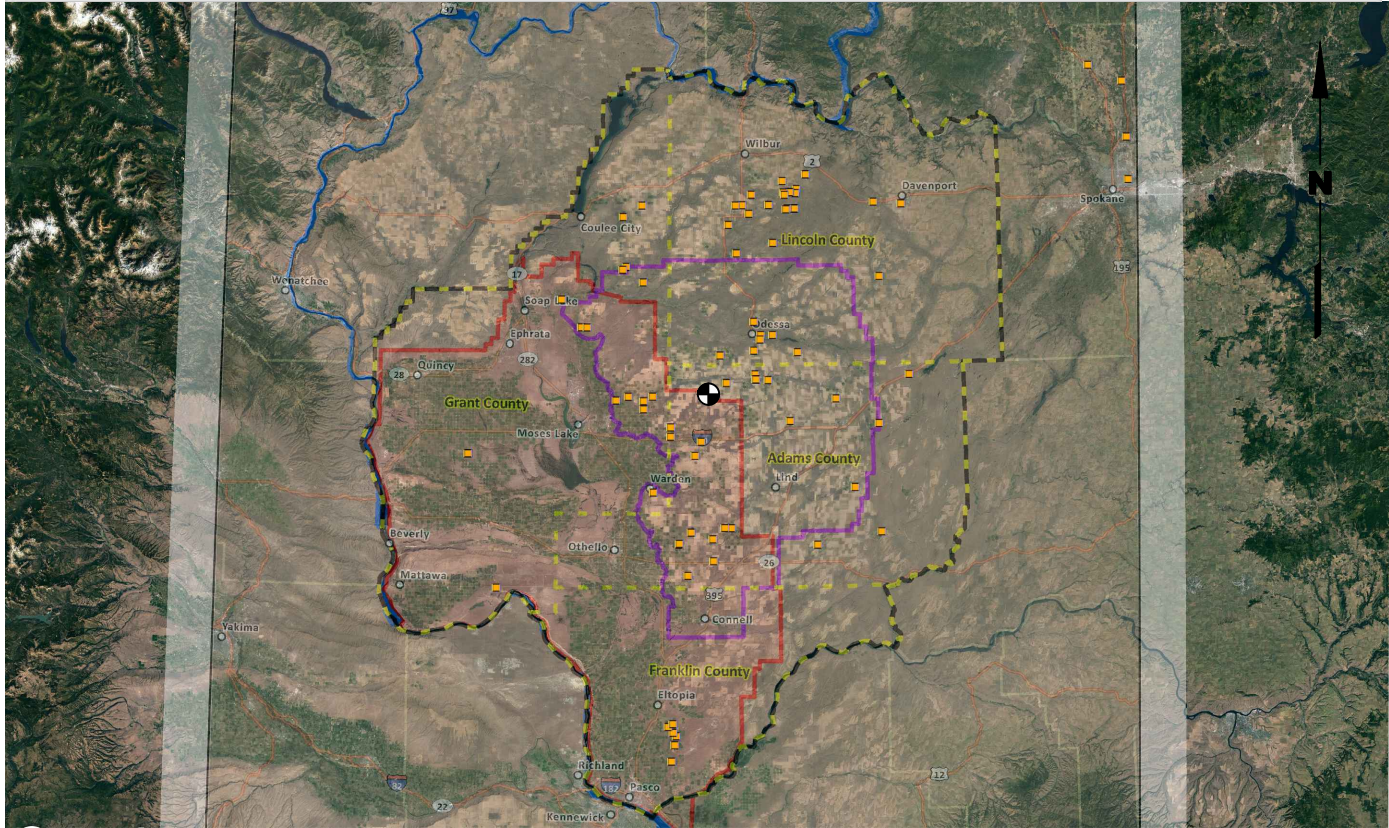 17
Wilbur
2
Davenport
Spokane
N
Coulee City
Lincoln County
195
17
Wenatchee
Soap Lake
Odessa
Ephrata
282
28
Quincy
Grant County
Moses Lake
Adams County
Warden
Lind
Beverly
Othello
26
Mattawa
395
Connell
Yakima
Franklin County
Eltopia
Richland
12
82
182
Pasco
22
Kennewick